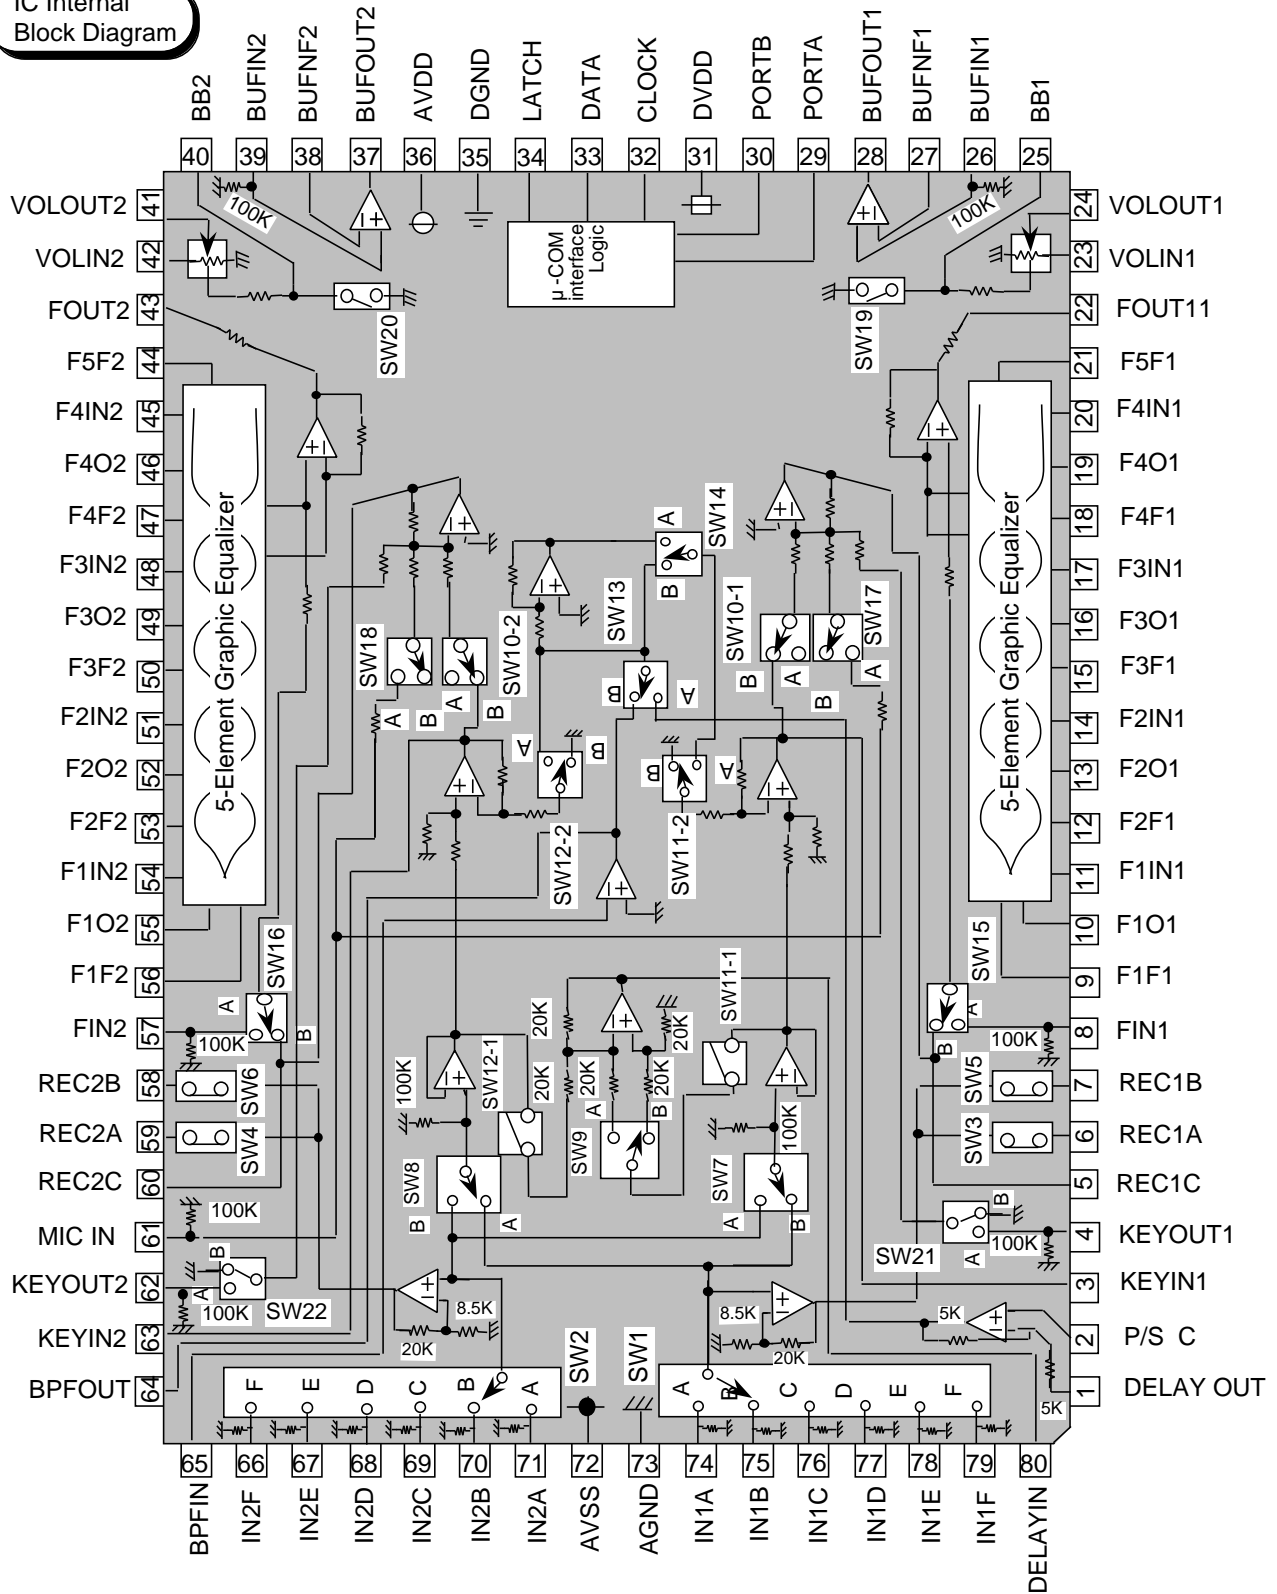 IC Internal
Block Diagram
BB2
BUFIN2
BUFNF2
BUFOUT2
AVDD
DGND
LATCH
DATA
CLOCK
DVDD
PORTB
PORTA
BUFOUT1
BUFNF1
BUFIN1
BB1
40 39 38 37 36 35 34 33 32 31 30 29 28 27 26 25
VOLOUT2 41
VOLIN2 42
FOUT2 43
F5F2 44
F4IN2 45
F4O2 46
F4F2 47
F3IN2 48
F3O2 49
F3F2 50
F2IN2 51
F2O2 52
F2F2 53
F1IN2 54
F1O2 55
F1F2 56
FIN2 57
REC2B 58
REC2A 59
REC2C 60
MIC IN 61
KEYOUT2 62
KEYIN2 63
BPFOUT 64
24 VOLOUT1
23 VOLIN1
22 FOUT11
21 F5F1
20 F4IN1
19 F4O1
18 F4F1
17 F3IN1
16 F3O1
15 F3F1
14 F2IN1
13 F2O1
12 F2F1
11 F1IN1
10 F1O1
9 F1F1
8 FIN1
7 REC1B
6 REC1A
5 REC1C
4 KEYOUT1
3 KEYIN1
2 P/S C
1 DELAY OUT
100K
100K
µ-COM
interface
Logic
SW20
SW19
5-Element Graphic Equalizer
5-Element Graphic Equalizer
A
SW14
B
SW13
B
A
SW18
A
B
SW10-2
A
B
SW10-1
B
A
SW17
A
B
A
B
SW12-2
B
A
SW11-2
SW16
A
B
100K
SW15
A
B
100K
SW11-1
20K
20K
20K
20K
20K
SW12-1
100K
100K
SW6
SW4
SW5
SW3
SW9
A
B
SW8
B
A
SW7
A
B
100K
B
A
100K
SW22
B
A
100K
SW21
8.5K
20K
8.5K
20K
5K
5K
SW2
SW1
F E D C B A
A B C D E F
65 66 67 68 69 70 71 72 73 74 75 76 77 78 79 80
BPFIN
IN2F
IN2E
IN2D
IN2C
IN2B
IN2A
AVSS
AGND
IN1A
IN1B
IN1C
IN1D
IN1E
IN1F
DELAYIN